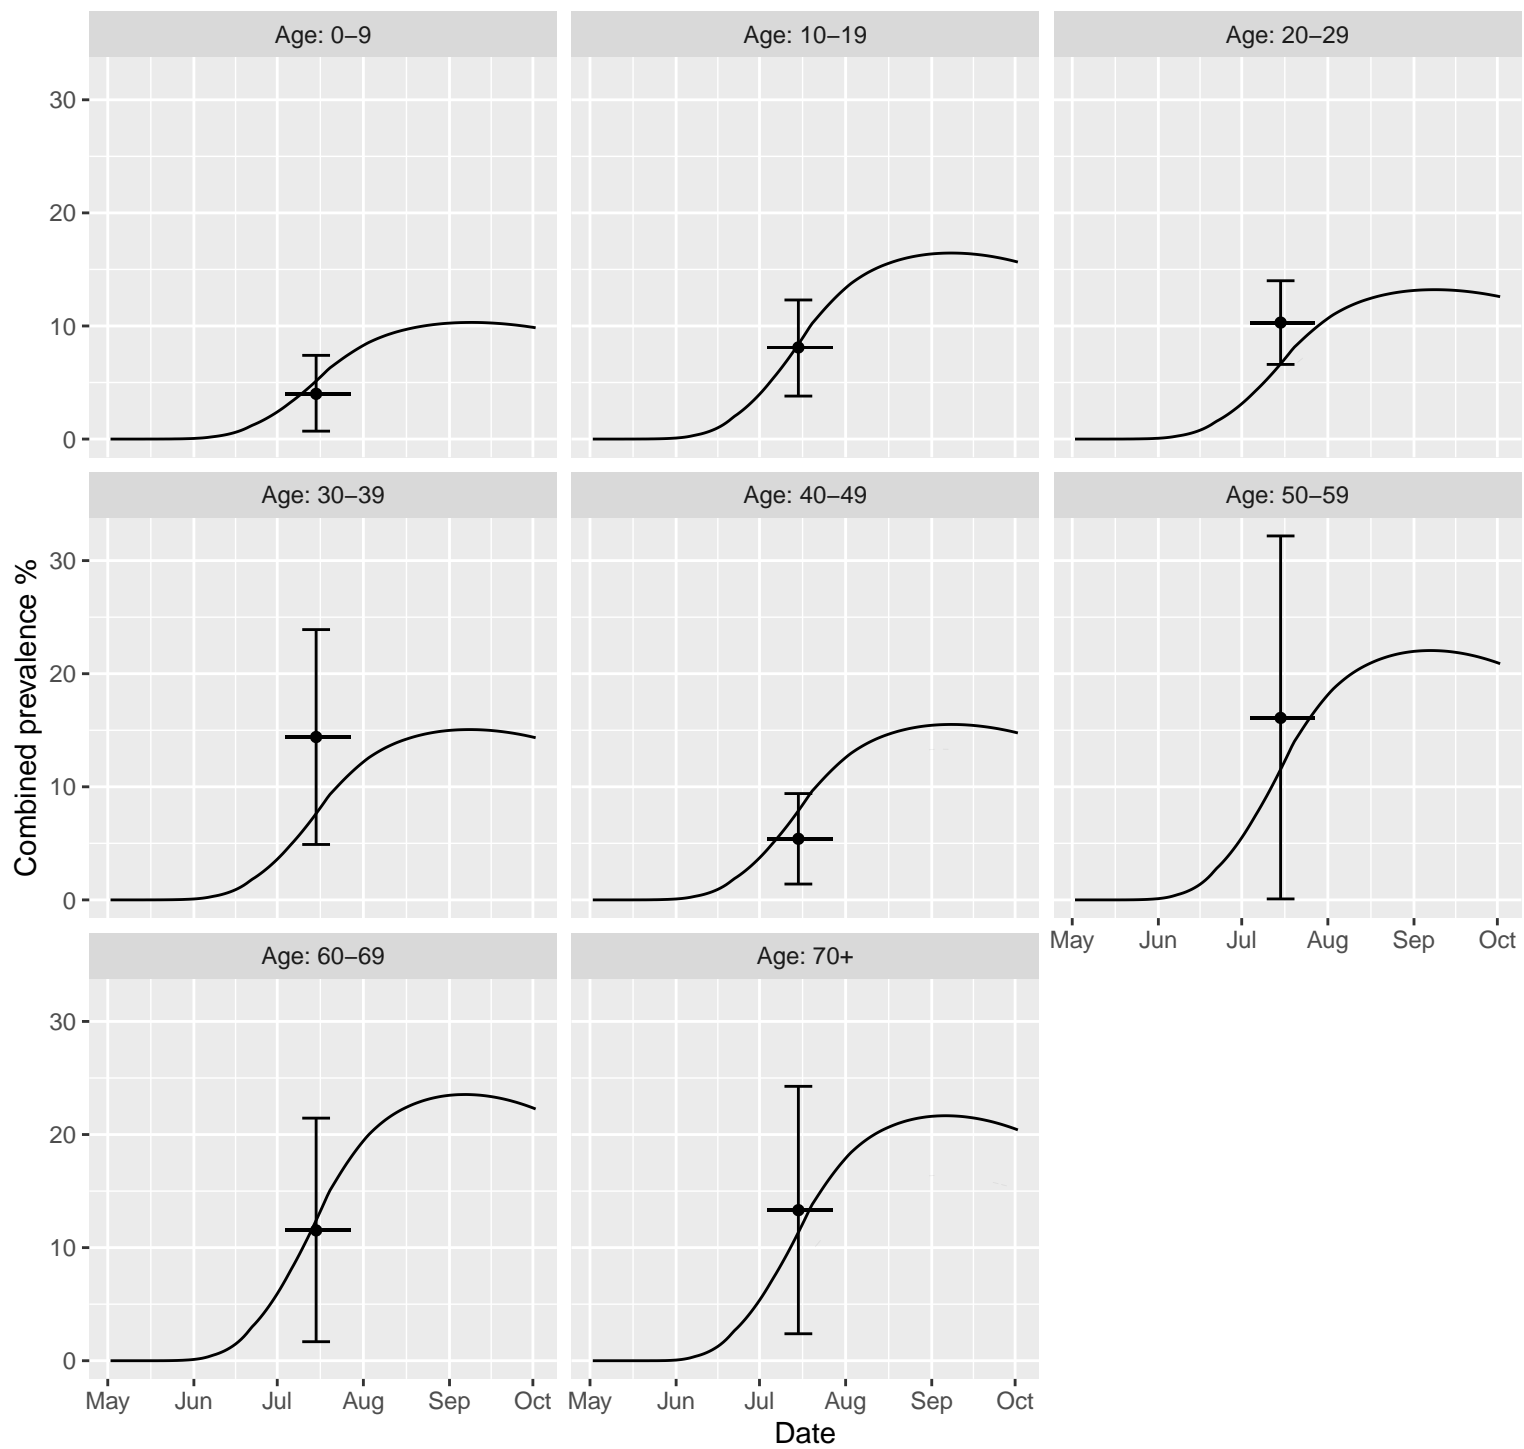 Age: 0–9
Age: 10–19
Age: 20–29
30
20
10
0
Age: 30–39
Age: 40–49
Age: 50–59
30
20
10
0
May Jun Jul Aug Sep Oct
Age: 60–69
Age: 70+
30
20
10
0
May Jun Jul Aug Sep Oct
May Jun Jul Aug Sep Oct
Date
Combined prevalence %